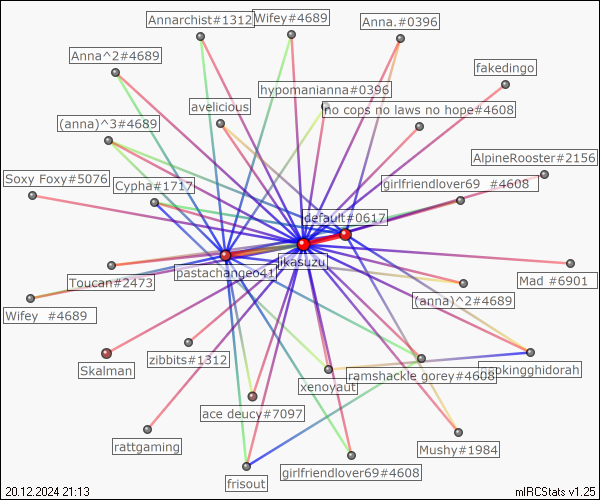 Annarchist#1312
Wifey#4689
Anna.#0396
Anna^2#4689
fakedingo
hypomanianna#0396
avelicious
no cops no laws no hope#4608
(anna)^3#4689
AlpineRooster#2156
Soxy Foxy#5076
Cypha#1717
girlfriendlover69 #4608
default#0617
ikasuzu
pastachangeo41
Toucan#2473
Mad #6901
(anna)^2#4689
Wifey #4689
zibbits#1312
Skalman
xenoyaut
ramshackle gorey#4608
ace deucy#7097
rattgaming
Mushy#1984
girlfriendlover69#4608
frisout
20.12.2024 21:13
mIRCStats v1.25